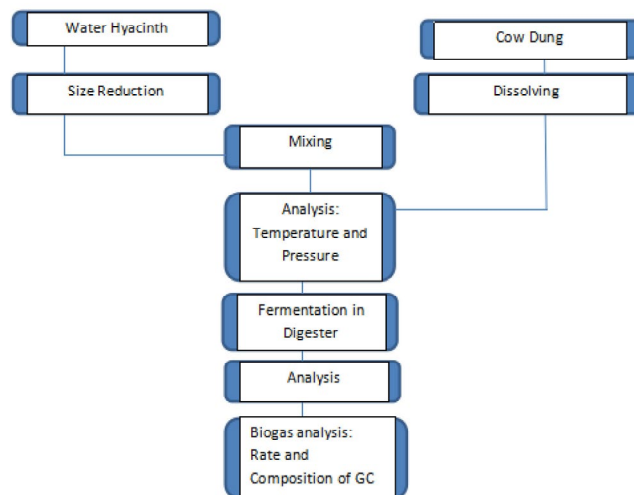 Water Hyacinth
Cow Dung
Size Reduction
Dissolving
Mixing
Analysis:
Temperature and
Pressure
Fermentation in
Digester
Analysis
Biogas analysis:
Rate and
Composition of GC